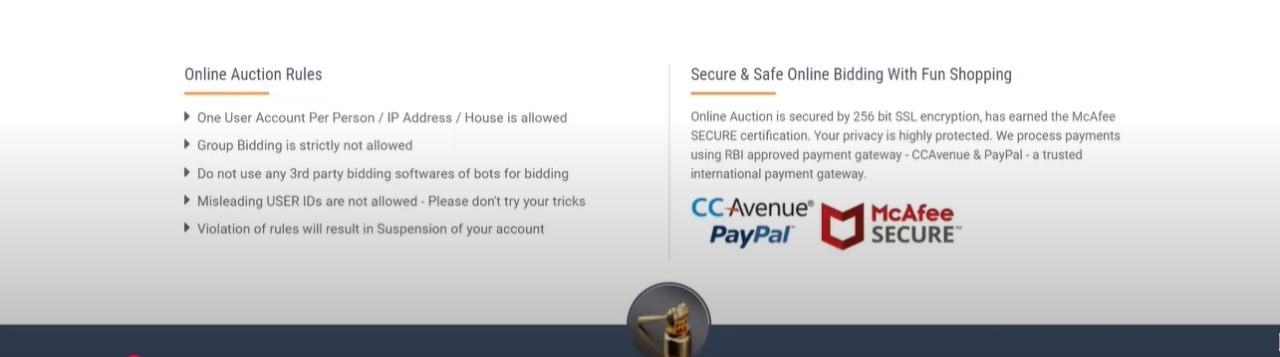 Online Auction Rules
One User Account Per Person / IP Address / House is allowed
Group Bidding is strictly not allowed
Do not use any 3rd party bidding softwares of bots for bidding
Misleading USER IDs are not allowed - Please don't try your tricks
Violation of rules will result in Suspension of your account
Secure & Safe Online Bidding With Fun Shopping
Online Auction is secured by 256 bit SSL encryption, has earned the McAfee
SECURE certification. Your privacy is highly protected. We process payments
using RBI approved payment gateway - CCAvenue & PayPal - a trusted
international payment gateway.
CCAvenue®
PayPal™
McAfee
SECURE™